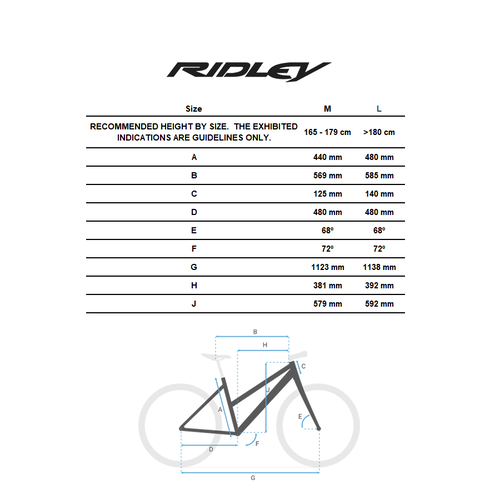 RIDLEY
Size M L
RECOMMENDED HEIGHT BY SIZE. THE EXHIBITED
INDICATIONS ARE GUIDELINES ONLY. 165 - 179 cm >180 cm
A 440 mm 480 mm
B 569 mm 585 mm
C 125 mm 140 mm
D 480 mm 480 mm
E 68º 68º
F 72º 72º
G 1123 mm 1138 mm
H 381 mm 392 mm
J 579 mm 592 mm
B
H
C
J
A
E
F
D
G